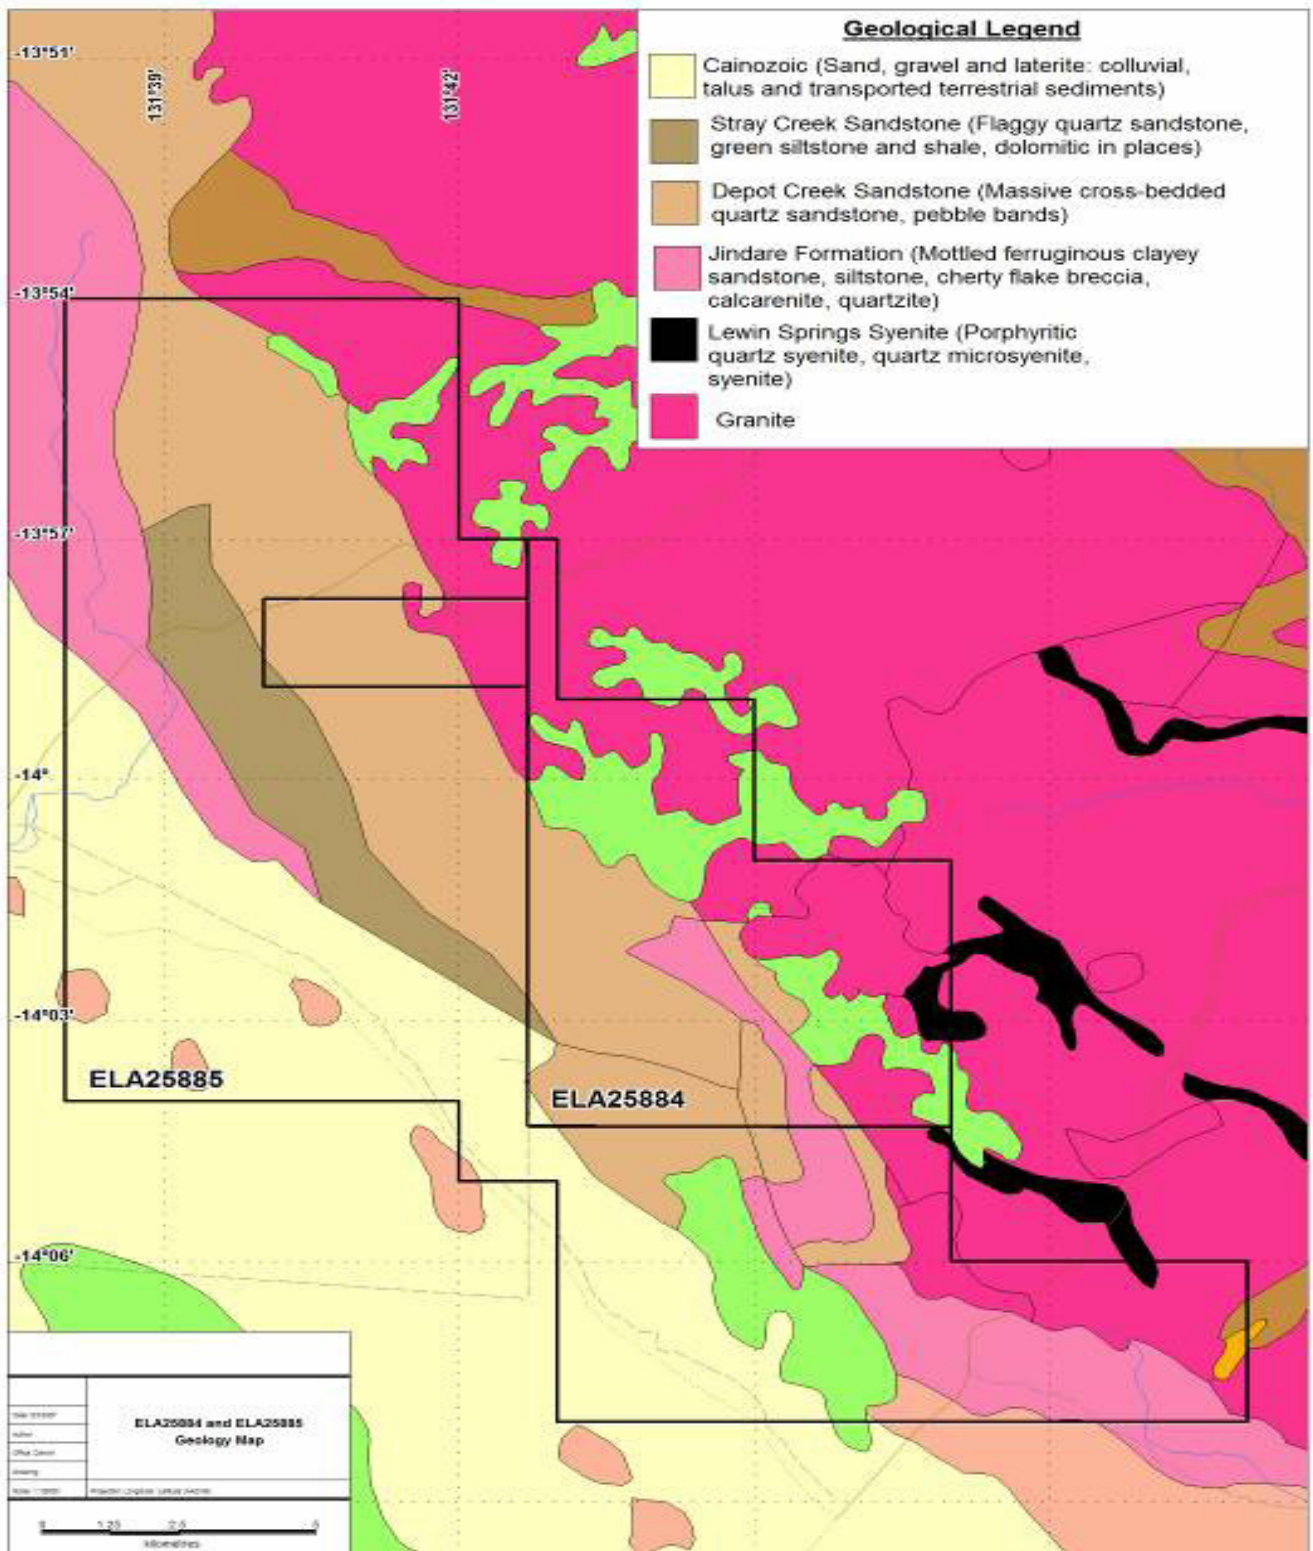 Geological Legend
Cainozoic (Sand, gravel and laterite: colluvial,
talus and transported terrestrial sediments)
Stray Creek Sandstone (Flaggy quartz sandstone,
green siltstone and shale, dolomitic in places)
Depot Creek Sandstone (Massive cross-bedded
quartz sandstone, pebble bands)
Jindare Formation (Mottled ferruginous clayey
sandstone, siltstone, cherty flake breccia,
calcarenite, quartzite)
Lewin Springs Syenite (Porphyritic
quartz syenite, quartz microsyenite,
syenite)
Granite
-13°51'
131°39'
131°42'
-13°54'
-13°57'
-14°
-14°03'
ELA25885
ELA25884
-14°06'
ELA25884 and ELA25885
Geology Map
0 1.25 2.5 5
kilometres